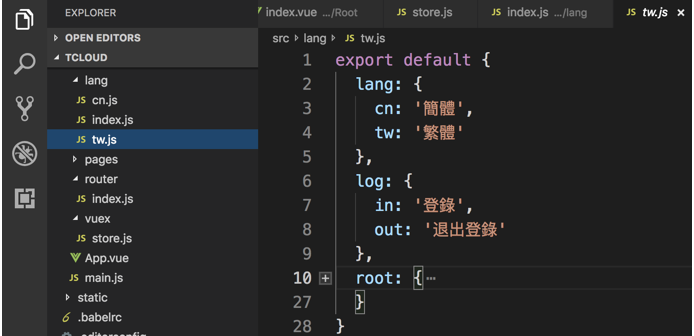 EXPLORER
OPEN EDITORS
TCLOUD
lang
JS cn.js
JS index.js
JS tw.js
pages
router
JS index.js
vuex
JS store.js
App.vue
JS main.js
static
.babelrc
.editorconfig
index.vue .../Root
JS store.js
JS index.js .../lang
JS tw.js ×
src › lang › JS tw.js
1 export default {
2 lang: {
3 cn: '簡體',
4 tw: '繁體'
5 },
6 log: {
7 in: '登錄',
8 out: '退出登錄'
9 },
10 root: { ⋯
27 }
28 }